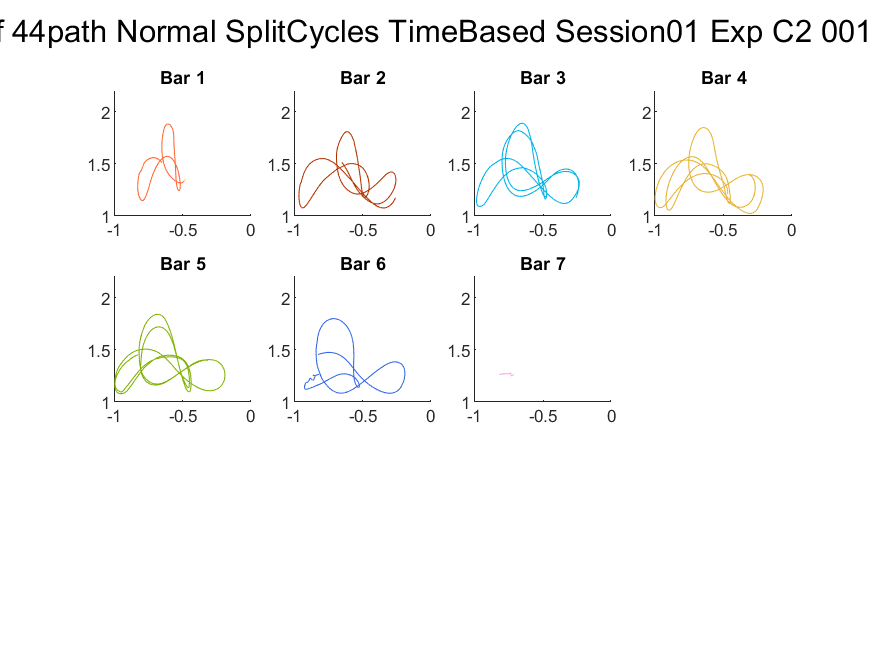 f 44path Normal SplitCycles TimeBased Session01 Exp C2 001
Bar 1 Bar 2 Bar 3 Bar 4
2 2 2 2
1.5 1.5 1.5 1.5
1 1 1 1
-1 -0.5 0 -1 -0.5 0 -1 -0.5 0 -1 -0.5 0
Bar 5 Bar 6 Bar 7
2 2 2
1.5 1.5 1.5
1 1 1
-1 -0.5 0 -1 -0.5 0 -1 -0.5 0